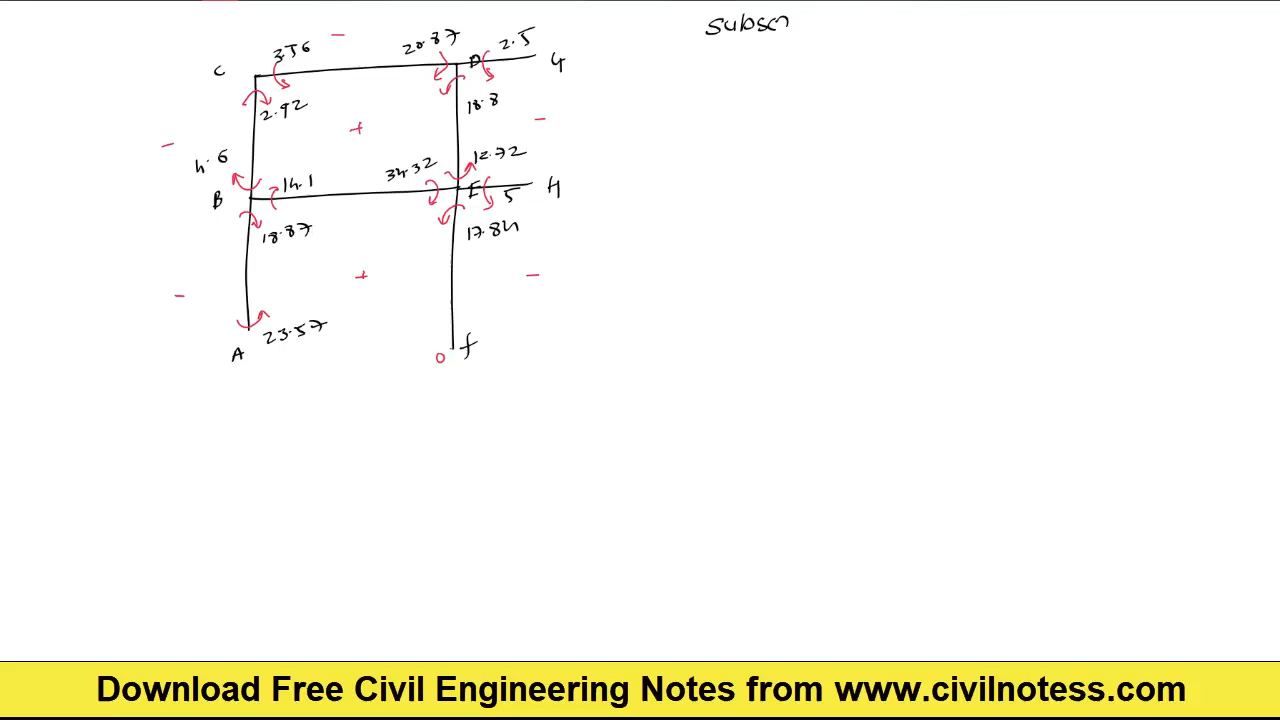 subscr
3.56
20.87
2.5
C
D
G
2.92
18.8
4.6
14.1
34.32
12.72
B
E
5
H
18.87
17.84
A
23.57
0
f
Download Free Civil Engineering Notes from www.civilnotess.com